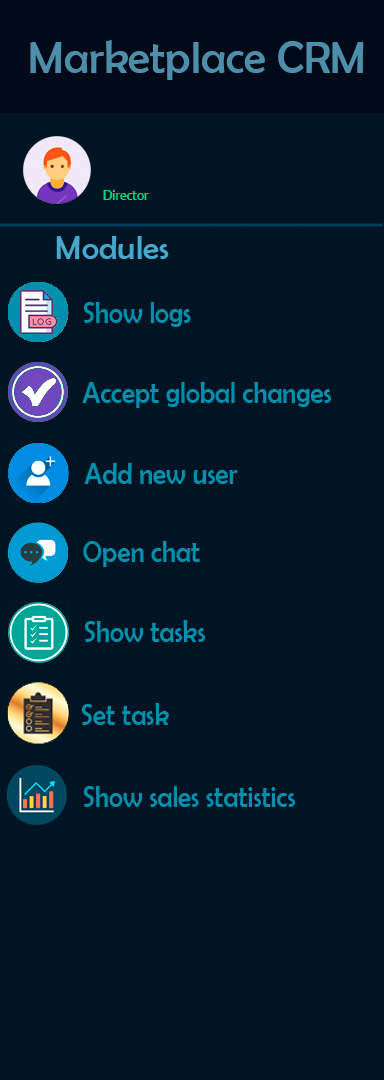 Marketplace CRM
Director
Modules
LOG
Show logs
Accept global changes
Add new user
Open chat
Show tasks
Set task
Show sales statistics